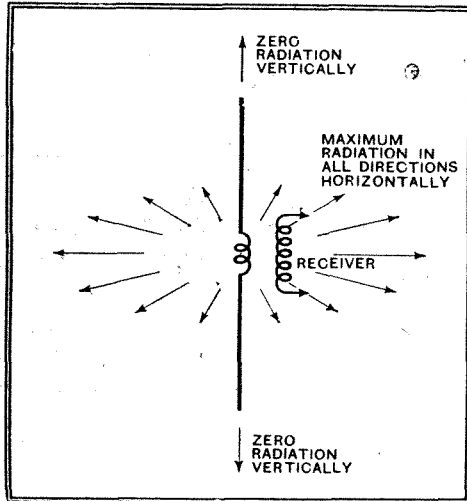 ZERO
RADIATION
VERTICALLY
MAXIMUM
RADIATION IN
ALL DIRECTIONS
HORIZONTALLY
RECEIVER
ZERO
RADIATION
VERTICALLY